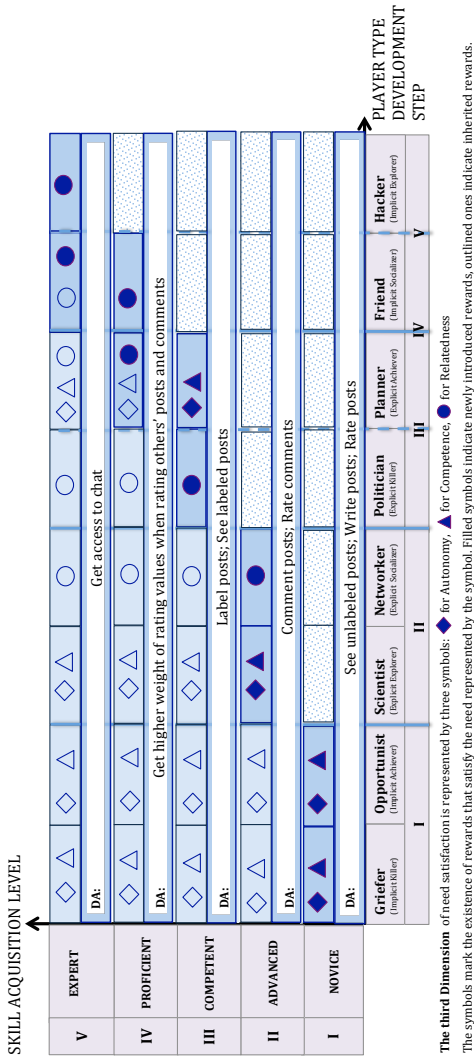 SKILL ACQUISITION LEVEL
V
EXPERT
DA:
Get access to chat
IV
PROFICIENT
DA:
Get higher weight of rating values when rating others' posts and comments
III
COMPETENT
DA:
Label posts; See labeled posts
II
ADVANCED
DA:
Comment posts; Rate comments
I
NOVICE
DA:
See unlabeled posts; Write posts; Rate posts
Griefer
(Implicit Killer)
Opportunist
(Implicit Achiever)
Scientist
(Explicit Explorer)
Networker
(Explicit Socializer)
Politician
(Explicit Killer)
Planner
(Explicit Achiever)
Friend
(Implicit Socializer)
Hacker
(Implicit Explorer)
I
II
III
IV
V
PLAYER TYPE
DEVELOPMENT
STEP
The third Dimension of need satisfaction is represented by three symbols: ◆ for Autonomy, ▲ for Competence, ● for Relatedness
The symbols mark the existence of rewards that satisfy the need represented by the symbol. Filled symbols indicate newly introduced rewards, outlined ones indicate inherited rewards.